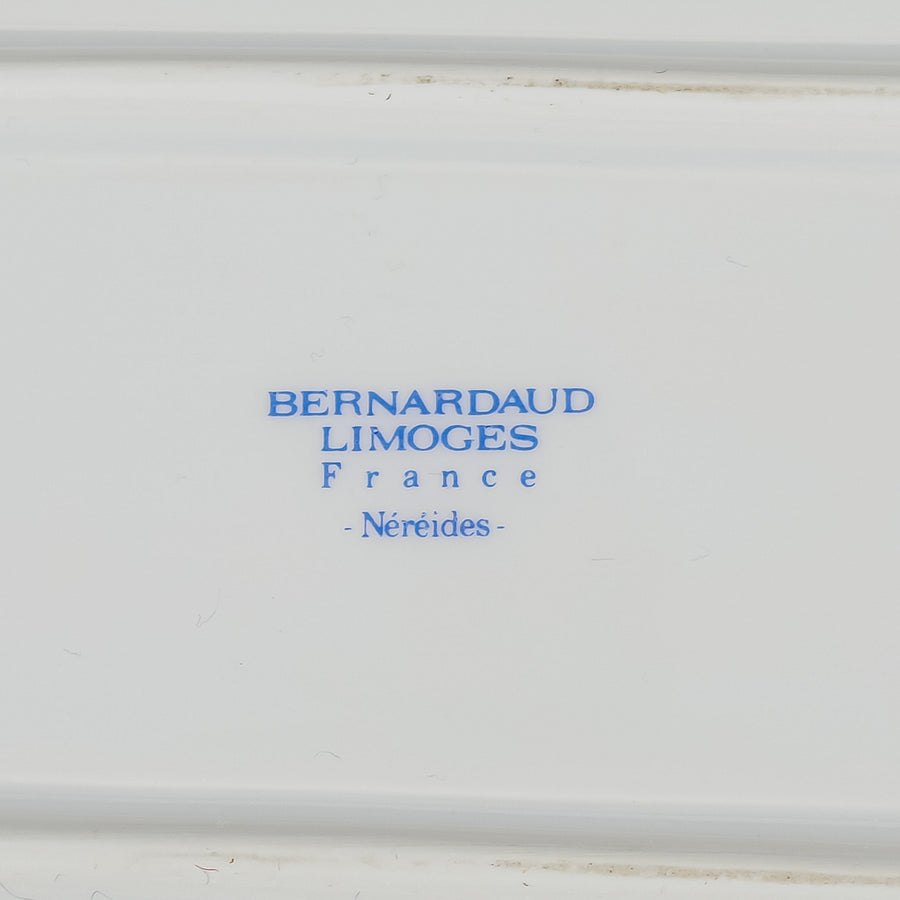 BERNARDAUD
LIMOGES
France
- Néréides -